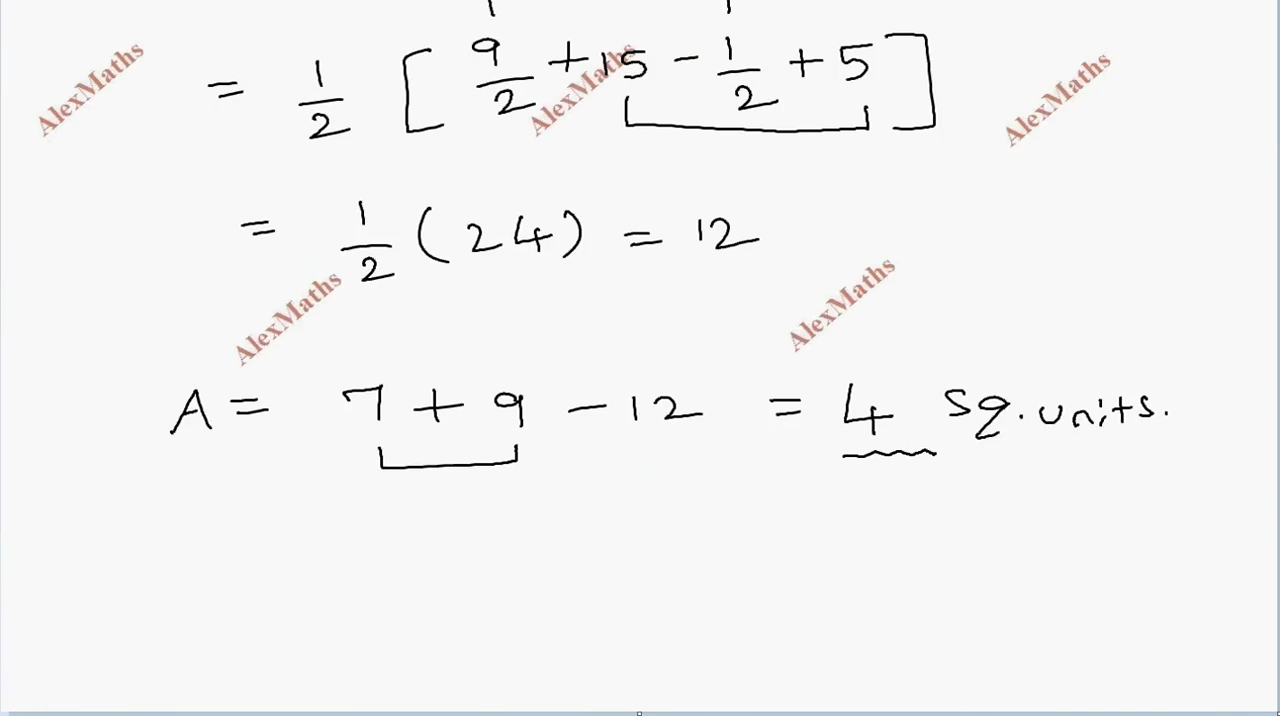 = 1/2 [ 9/2 + 15 - 1/2 + 5 ]
= 1/2 ( 24 ) = 12
A = 7 + 9 - 12 = 4 sq. units.
AlexMaths
AlexMaths
AlexMaths
AlexMaths
AlexMaths